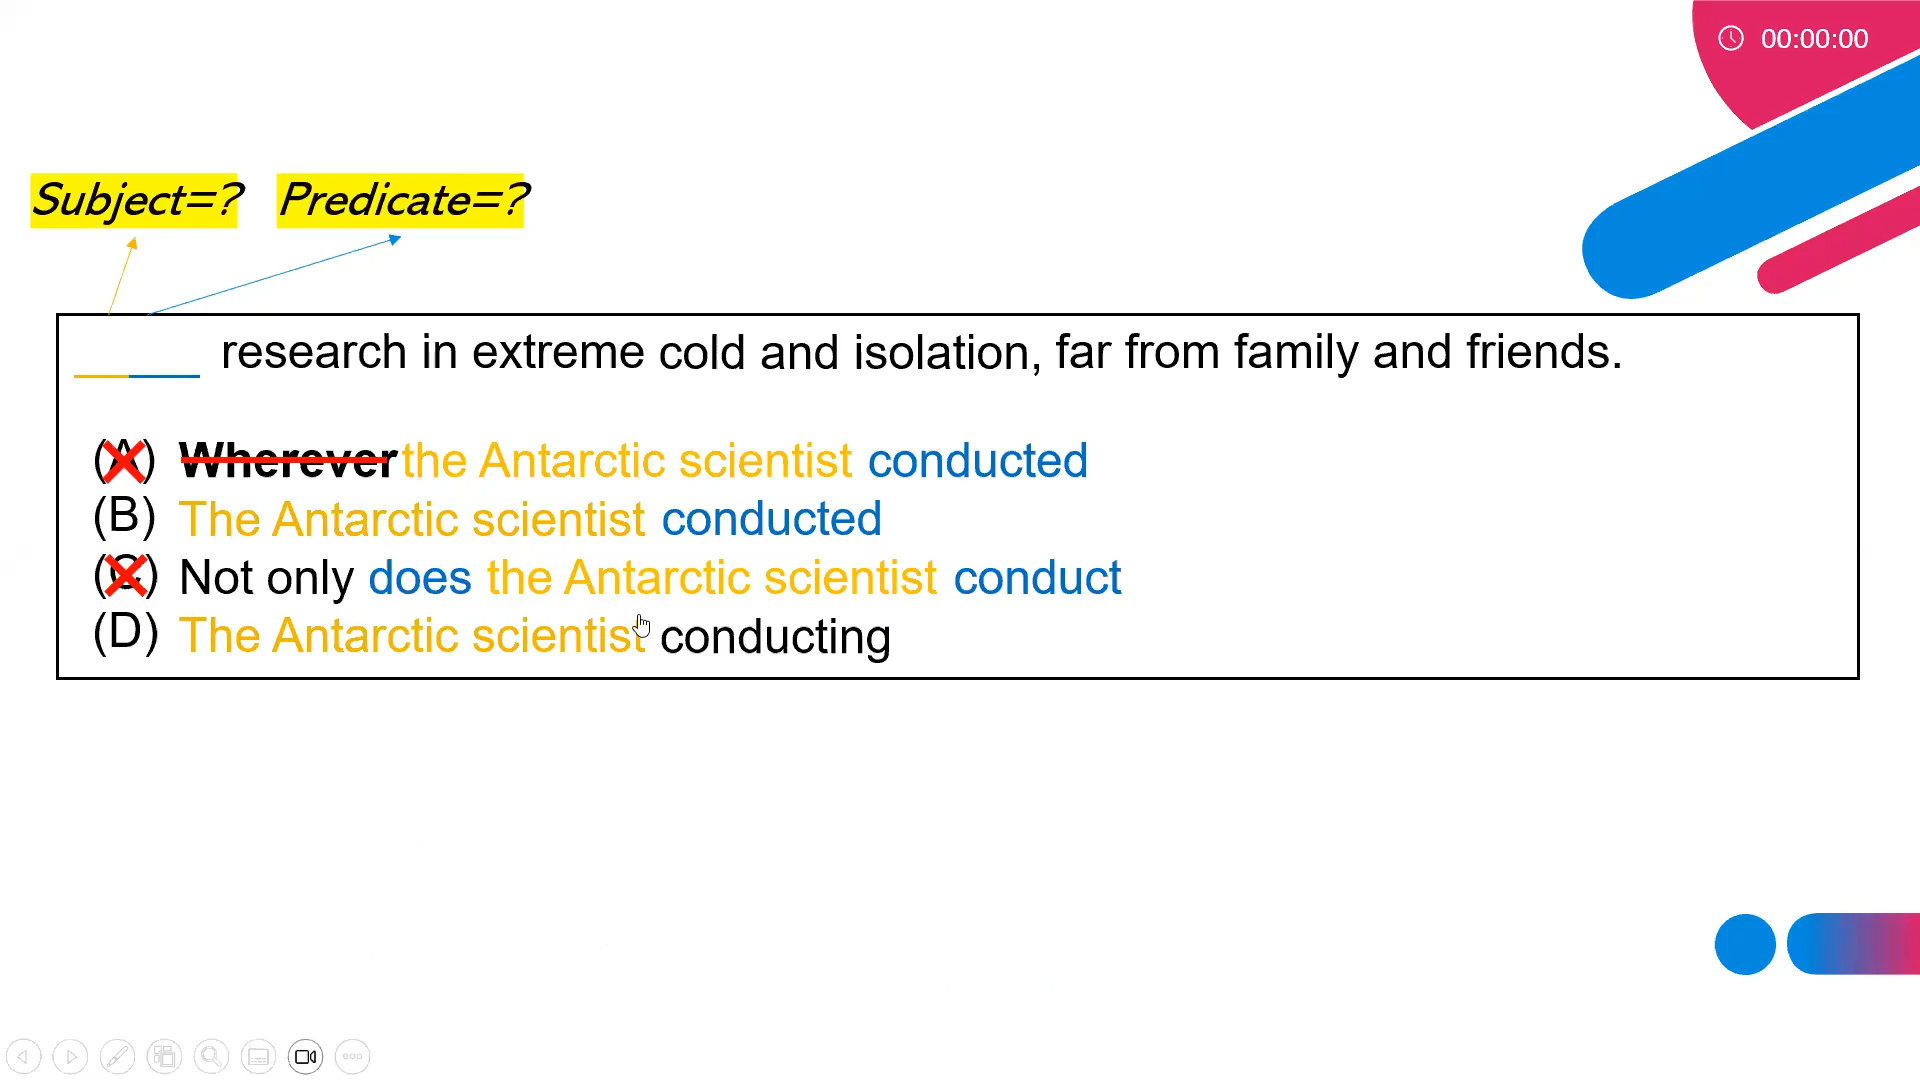 00:00:00
Subject=? Predicate=?
research in extreme cold and isolation, far from family and friends.
(A) Wherever the Antarctic scientist conducted
(B) The Antarctic scientist conducted
(C) Not only does the Antarctic scientist conduct
(D) The Antarctic scientist conducting